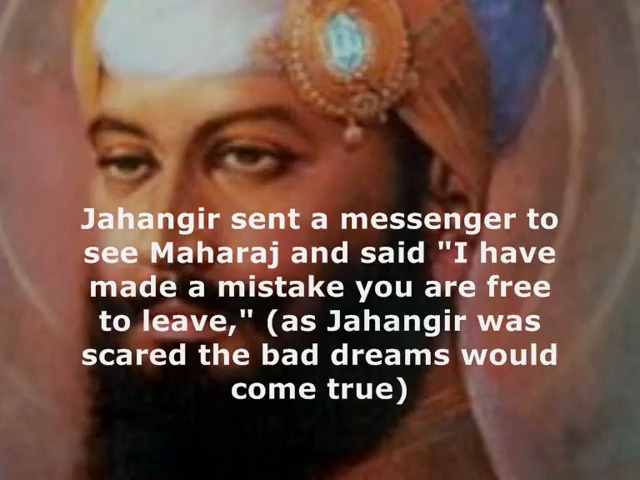 Jahangir sent a messenger to
see Maharaj and said "I have
made a mistake you are free
to leave," (as Jahangir was
scared the bad dreams would
come true)